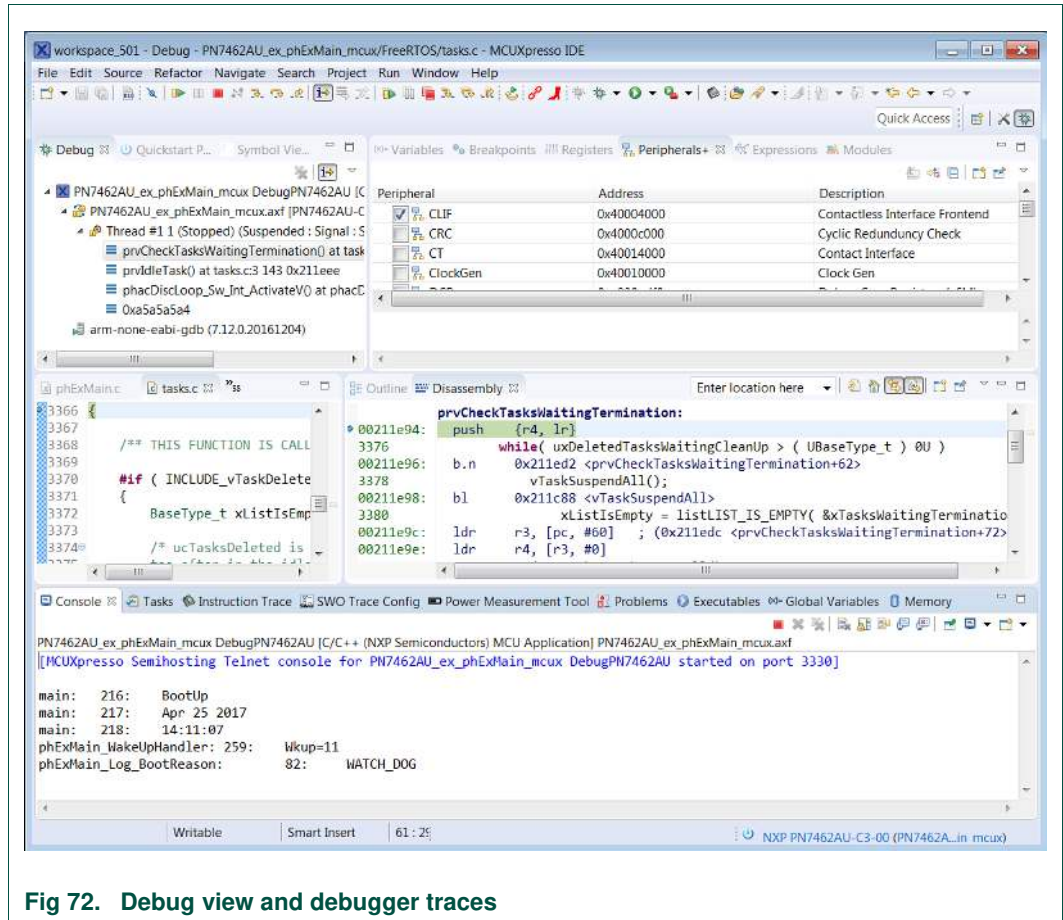 workspace_501 - Debug - PN7462AU_ex_phExMain_mcux/FreeRTOS/tasks.c - MCUXpresso IDE
File Edit Source Refactor Navigate Search Project Run Window Help
Quick Access
Debug Quickstart P... Symbol Vie...
Variables Breakpoints Registers Peripherals+ Expressions Modules
PN7462AU_ex_phExMain_mcux DebugPN7462AU [C
PN7462AU_ex_phExMain_mcux.axf [PN7462AU-C
Thread #1 1 (Stopped) (Suspended : Signal : S
prvCheckTasksWaitingTermination() at task
prvIdleTask() at tasks.c:3 143 0x211eee
phacDiscLoop_Sw_Int_ActivateV() at phacD
0xa5a5a5a4
arm-none-eabi-gdb (7.12.0.20161204)
Peripheral Address Description
CLIF 0x40004000 Contactless Interface Frontend
CRC 0x4000c000 Cyclic Redunduncy Check
CT 0x40014000 Contact Interface
ClockGen 0x40010000 Clock Gen
phExMain.c tasks.c
3366 {
3367
3368 /** THIS FUNCTION IS CALL
3369
3370 #if ( INCLUDE_vTaskDelete
3371 {
3372 BaseType_t xListIsEmp
3373
3374 /* ucTasksDeleted is
Outline Disassembly Enter location here
prvCheckTasksWaitingTermination:
00211e94: push {r4, lr}
3376 while( uxDeletedTasksWaitingCleanUp > ( UBaseType_t ) 0U )
00211e96: b.n 0x211ed2 <prvCheckTasksWaitingTermination+62>
3378 vTaskSuspendAll();
00211e98: bl 0x211c88 <vTaskSuspendAll>
3380 xListIsEmpty = listLIST_IS_EMPTY( &xTasksWaitingTerminatio
00211e9c: ldr r3, [pc, #60] ; (0x211edc <prvCheckTasksWaitingTermination+72>
00211e9e: ldr r4, [r3, #0]
Console Tasks Instruction Trace SWO Trace Config Power Measurement Tool Problems Executables Global Variables Memory
PN7462AU_ex_phExMain_mcux DebugPN7462AU [C/C++ (NXP Semiconductors) MCU Application] PN7462AU_ex_phExMain_mcux.axf
[MCUXpresso Semihosting Telnet console for PN7462AU_ex_phExMain_mcux DebugPN7462AU started on port 3330]
main: 216: BootUp
main: 217: Apr 25 2017
main: 218: 14:11:07
phExMain_WakeUpHandler: 259: Wkup=11
phExMain_Log_BootReason: 82: WATCH_DOG
Writable Smart Insert 61 : 29 NXP PN7462AU-C3-00 (PN7462A...in mcux)
Fig 72. Debug view and debugger traces